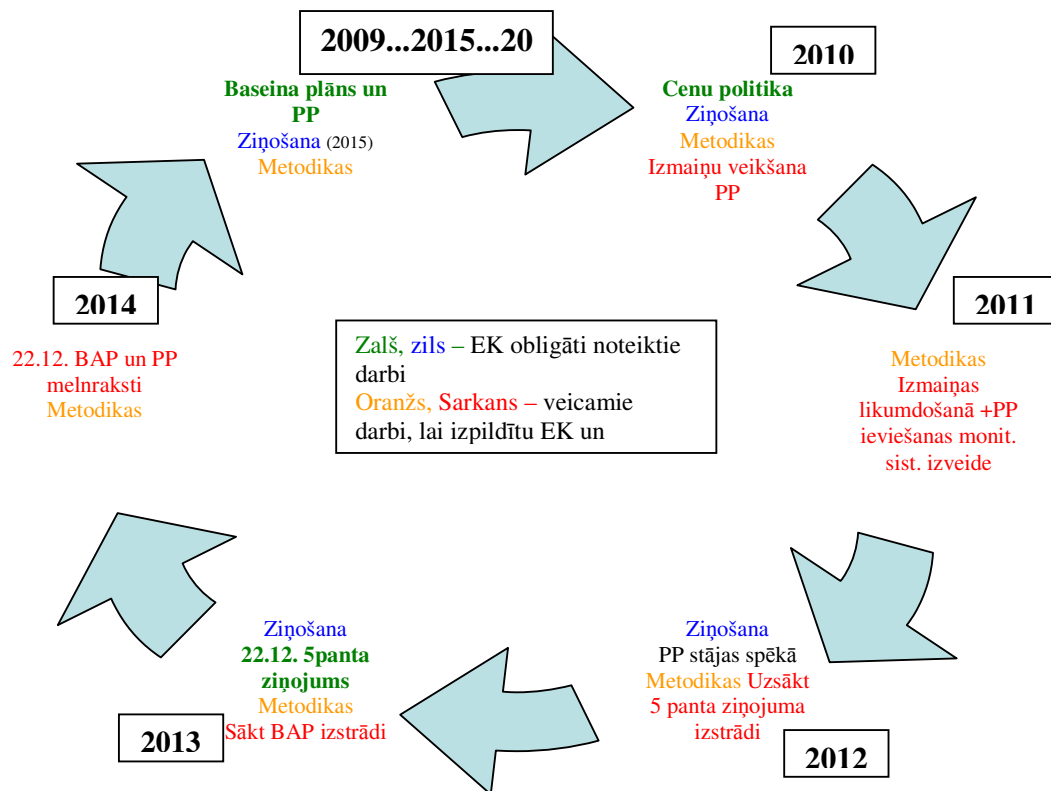 2009...2015...20
Baseina plāns un
PP
Ziņošana (2015)
Metodikas
2010
Cenu politika
Ziņošana
Metodikas
Izmaiņu veikšana
PP
2011
Metodikas
Izmaiņas
likumdošanā +PP
ieviešanas monit.
sist. izveide
Ziņošana
PP stājas spēkā
Metodikas Uzsākt
5 panta ziņojuma
izstrādi
2012
Ziņošana
22.12. 5panta
ziņojums
Metodikas
Sākt BAP izstrādi
2013
2014
22.12. BAP un PP
melnraksti
Metodikas
Zalš, zils – EK obligāti noteiktie
darbi
Oranžs, Sarkans – veicamie
darbi, lai izpildītu EK un